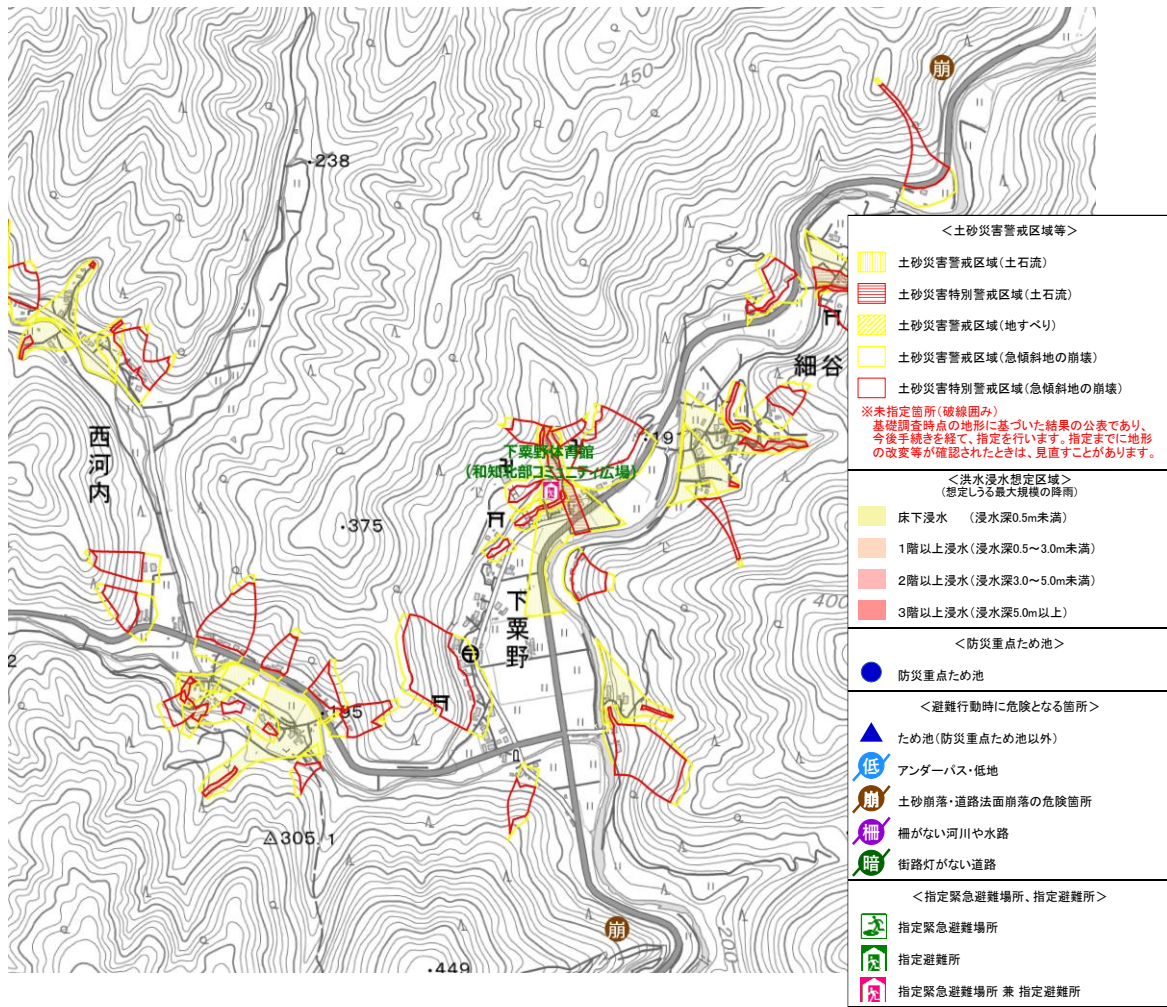 崩
450
・238
西河内
細谷
・191
下粟野体育館
(和知北部コミュニティ広場)
・375
下粟野
400
・195
△305.1
崩
・449
200
2
<土砂災害警戒区域等>
土砂災害警戒区域(土石流)
土砂災害特別警戒区域(土石流)
土砂災害警戒区域(地すべり)
土砂災害警戒区域(急傾斜地の崩壊)
土砂災害特別警戒区域(急傾斜地の崩壊)
※未指定箇所(破線囲み)
基礎調査時点の地形に基づいた結果の公表であり、
今後手続きを経て、指定を行います。指定までに地形
の改変等が確認されたときは、見直すことがあります。
<洪水浸水想定区域>
(想定しうる最大規模の降雨)
床下浸水 (浸水深0.5m未満)
1階以上浸水(浸水深0.5~3.0m未満)
2階以上浸水(浸水深3.0~5.0m未満)
3階以上浸水(浸水深5.0m以上)
<防災重点ため池>
防災重点ため池
<避難行動時に危険となる箇所>
ため池(防災重点ため池以外)
低 アンダーパス・低地
崩 土砂崩落・道路法面崩落の危険箇所
柵 柵がない河川や水路
暗 街路灯がない道路
<指定緊急避難場所、指定避難所>
指定緊急避難場所
指定避難所
指定緊急避難場所 兼 指定避難所